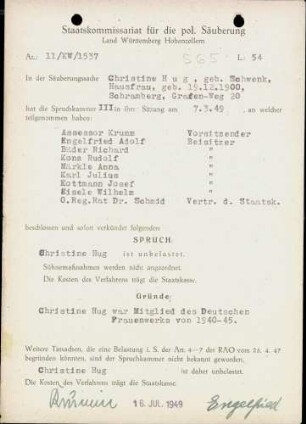 Staatskommissariat für die pol. Säuberung
Land Württemberg Hohenzollern
Az.: 11/KW/1537
565
L: 54
In der Säuberungssache Christine Hug, geb. Schwenk,
Hausfrau, geb. 19.12.1900,
Schramberg, Grafen-Weg 20
hat die Spruchkammer III in ihrer Sitzung am 7.3.49, an welcher
teilgenommen haben:
Assessor Krumm Vorsitzender
Engelfried Adolf Beisitzer
Bader Richard "
Kons Rudolf "
Märkle Anna "
Karl Julius "
Kottmann Josef "
Eisele Wilhelm "
O.Reg.Rat Dr. Schmid Vertr. d. Staatsk.
beschlossen und sofort verkündet folgenden
SPRUCH
Christine Hug ist unbelastet.
Sühnemaßnahmen werden nicht angeordnet.
Die Kosten des Verfahrens trägt die Staatskasse.
Gründe:
Christine Hug war Mitglied des Deutschen
Frauenwerks von 1940-45.
Weitere Tatsachen, die eine Belastung i. S. der Art. 4-7 der RAO vom 25. 4. 47
begründen könnten, sind der Spruchkammer nicht bekannt geworden.
Christine Hug ist daher unbelastet.
Die Kosten des Verfahrens trägt die Staatskasse.
16 JUL 1949
Engelfried